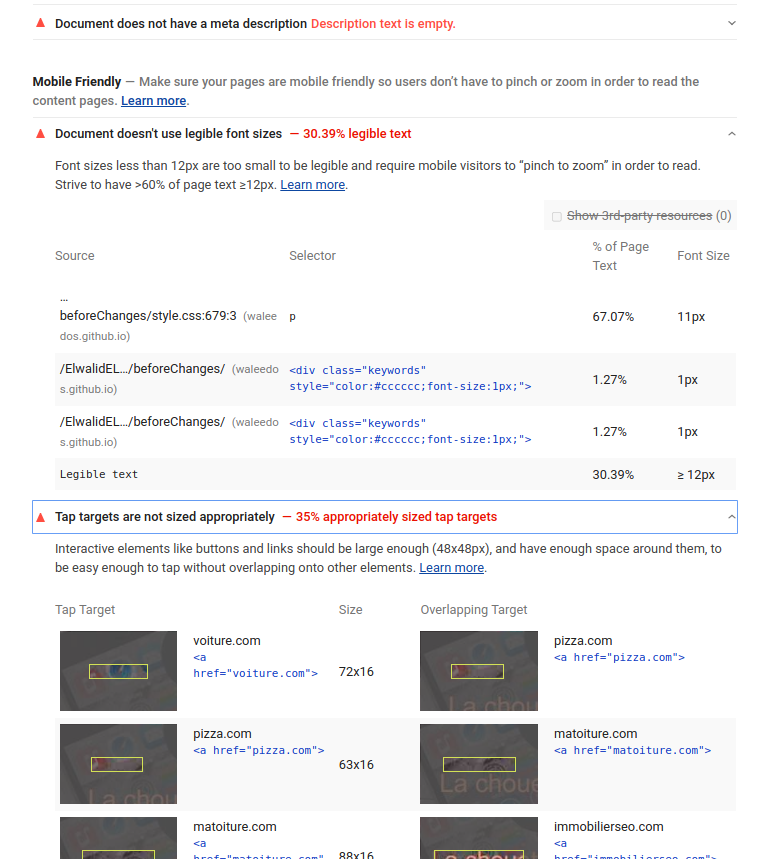 Document does not have a meta description Description text is empty.
Mobile Friendly — Make sure your pages are mobile friendly so users don’t have to pinch or zoom in order to read the
content pages. Learn more.
Document doesn't use legible font sizes — 30.39% legible text
Font sizes less than 12px are too small to be legible and require mobile visitors to “pinch to zoom” in order to read.
Strive to have >60% of page text ≥12px. Learn more.
Show 3rd-party resources (0)
Source Selector % of Page Text Font Size
…
beforeChanges/style.css:679:3 (walee p 67.07% 11px
dos.github.io)
/ElwalidEL…/beforeChanges/ (waleedo <div class="keywords" 1.27% 1px
s.github.io) style="color:#cccccc;font-size:1px;">
/ElwalidEL…/beforeChanges/ (waleedo <div class="keywords" 1.27% 1px
s.github.io) style="color:#cccccc;font-size:1px;">
Legible text 30.39% ≥ 12px
Tap targets are not sized appropriately — 35% appropriately sized tap targets
Interactive elements like buttons and links should be large enough (48x48px), and have enough space around them, to
be easy enough to tap without overlapping onto other elements. Learn more.
Tap Target Size Overlapping Target
voiture.com pizza.com
<a <a href="pizza.com">
href="voiture.com"> 72x16
La chou
pizza.com matoiture.com
<a href="pizza.com"> 63x16 <a href="matoiture.com">
La chou La choue
matoiture.com immobilierseo.com
<a 88x16 <a
href="matoiture.com" href="immobilierseo.com"